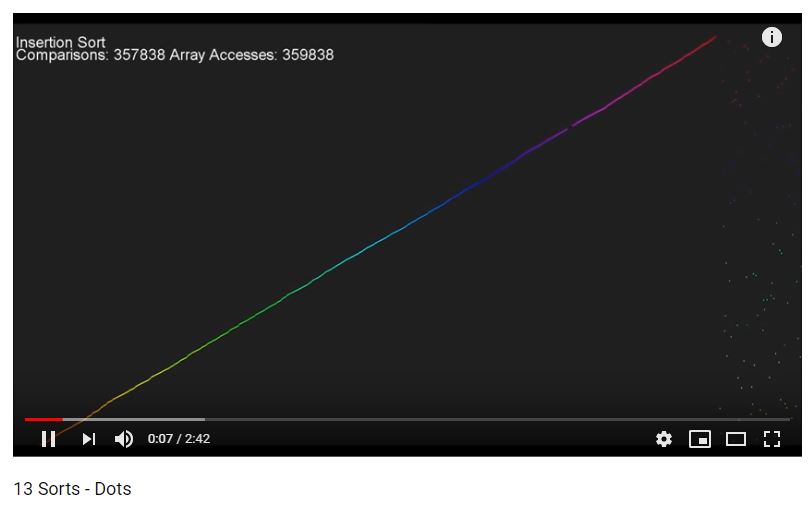 Insertion Sort
Comparisons: 357838 Array Accesses: 359838
0:07 / 2:42
13 Sorts - Dots